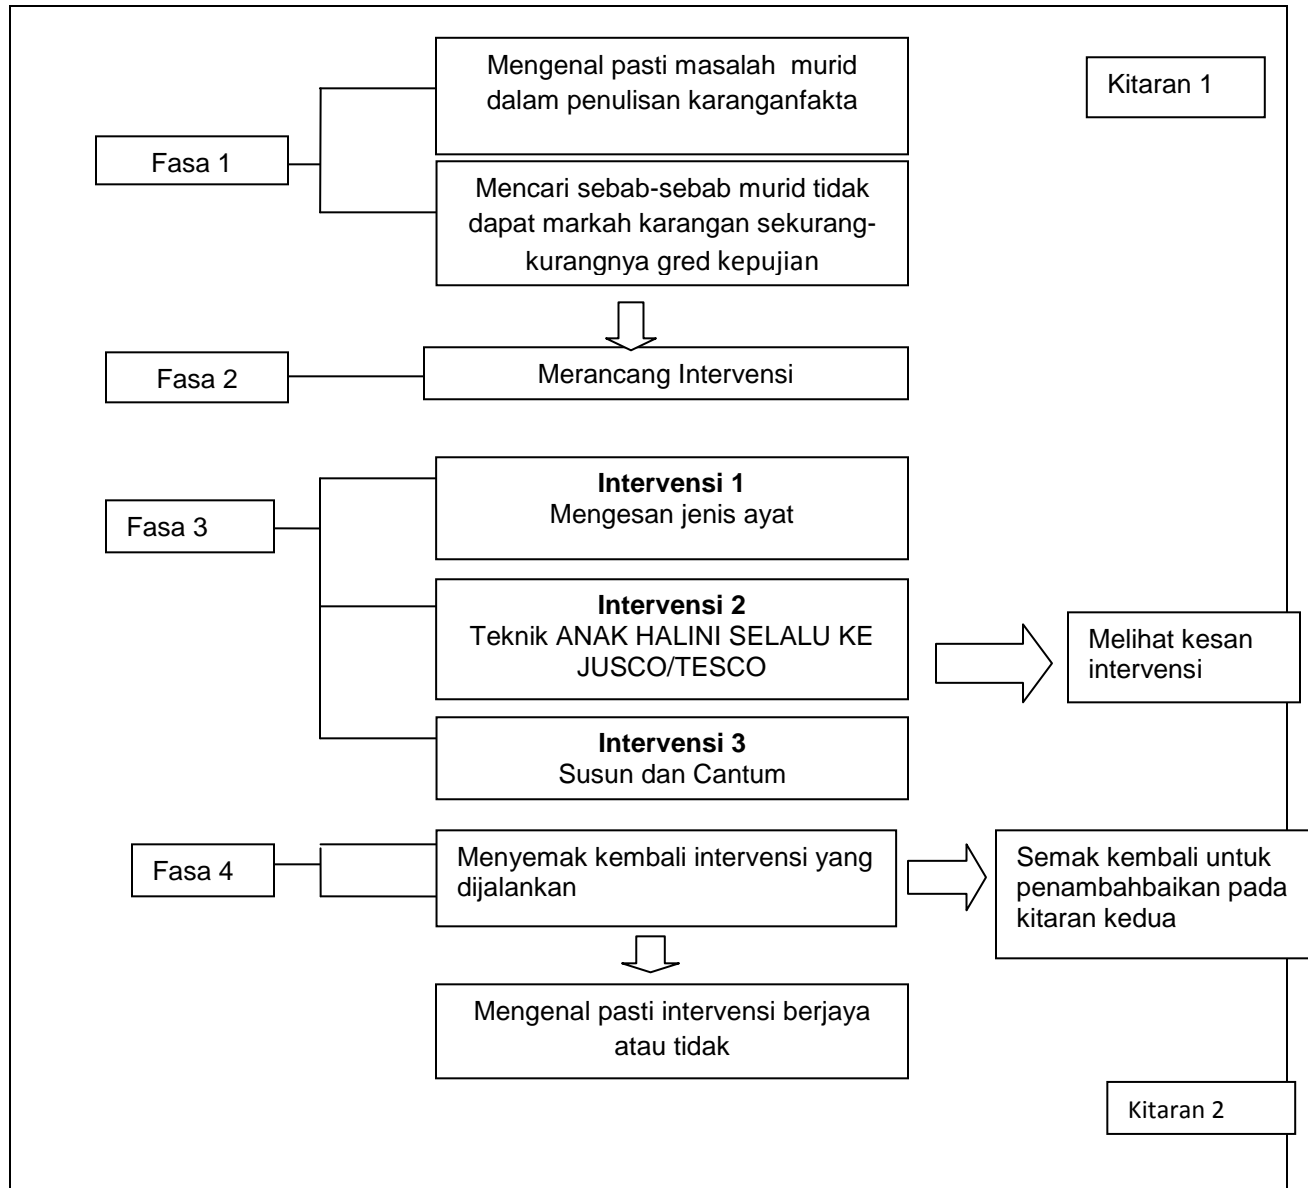 Mengenal pasti masalah murid
dalam penulisan karanganfakta
Kitaran 1
Fasa 1
Mencari sebab-sebab murid tidak
dapat markah karangan sekurang-
kurangnya gred kepujian
Fasa 2
Merancang Intervensi
Fasa 3
Intervensi 1
Mengesan jenis ayat
Intervensi 2
Teknik ANAK HALINI SELALU KE
JUSCO/TESCO
Melihat kesan
intervensi
Intervensi 3
Susun dan Cantum
Fasa 4
Menyemak kembali intervensi yang
dijalankan
Semak kembali untuk
penambahbaikan pada
kitaran kedua
Mengenal pasti intervensi berjaya
atau tidak
Kitaran 2